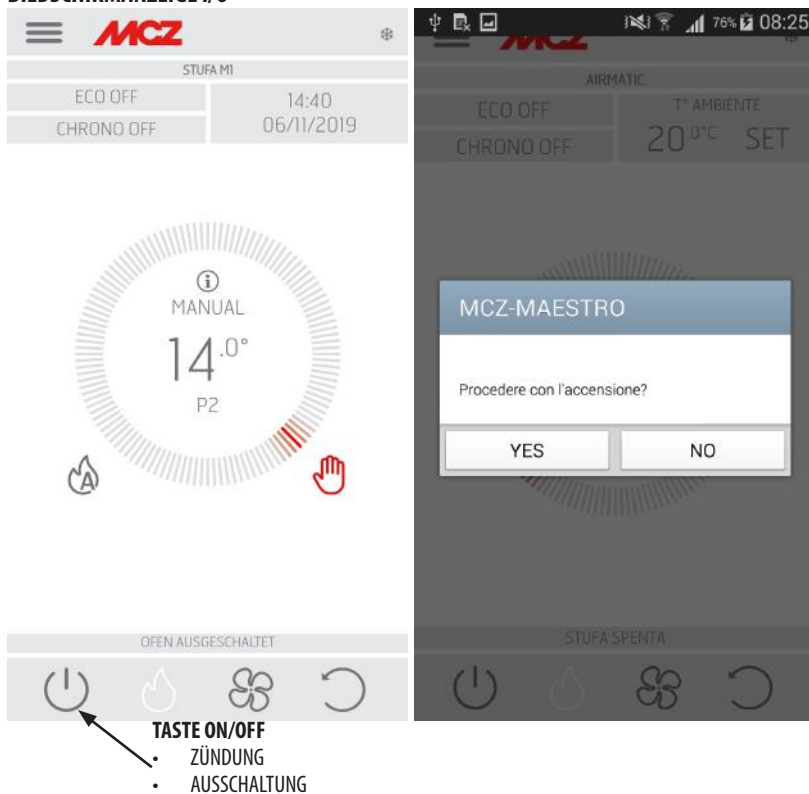 MCZ
STUFA M1
ECO OFF
14:40
CHRONO OFF
06/11/2019
MANUAL
14.0°
P2
A
OFEN AUSGESCHALTET
TASTE ON/OFF
• ZÜNDUNG
• AUSSCHALTUNG
76% 08:25
MCZ
AIRMATIC
ECO OFF
T° AMBIENTE
CHRONO OFF
20.0°C SET
MCZ-MAESTRO
Procedere con l'accensione?
YES NO
STUFA SPENTA